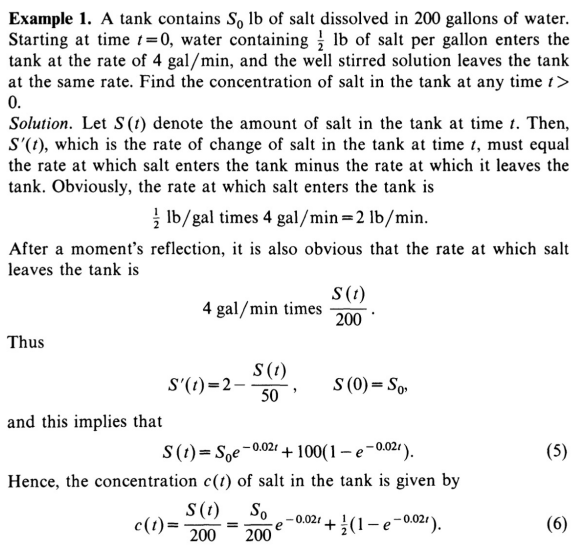 Example 1. A tank contains S₀ lb of salt dissolved in 200 gallons of water.
Starting at time t=0, water containing ½ lb of salt per gallon enters the
tank at the rate of 4 gal/min, and the well stirred solution leaves the tank
at the same rate. Find the concentration of salt in the tank at any time t>
0.
Solution. Let S(t) denote the amount of salt in the tank at time t. Then,
S′(t), which is the rate of change of salt in the tank at time t, must equal
the rate at which salt enters the tank minus the rate at which it leaves the
tank. Obviously, the rate at which salt enters the tank is
½ lb/gal times 4 gal/min=2 lb/min.
After a moment's reflection, it is also obvious that the rate at which salt
leaves the tank is
4 gal/min times S(t)/200.
Thus
S′(t)=2−S(t)/50, S(0)=S₀,
and this implies that
S(t)=S₀e^(−0.02t)+100(1−e^(−0.02t)). (5)
Hence, the concentration c(t) of salt in the tank is given by
c(t)=S(t)/200=S₀/200 e^(−0.02t)+½(1−e^(−0.02t)). (6)